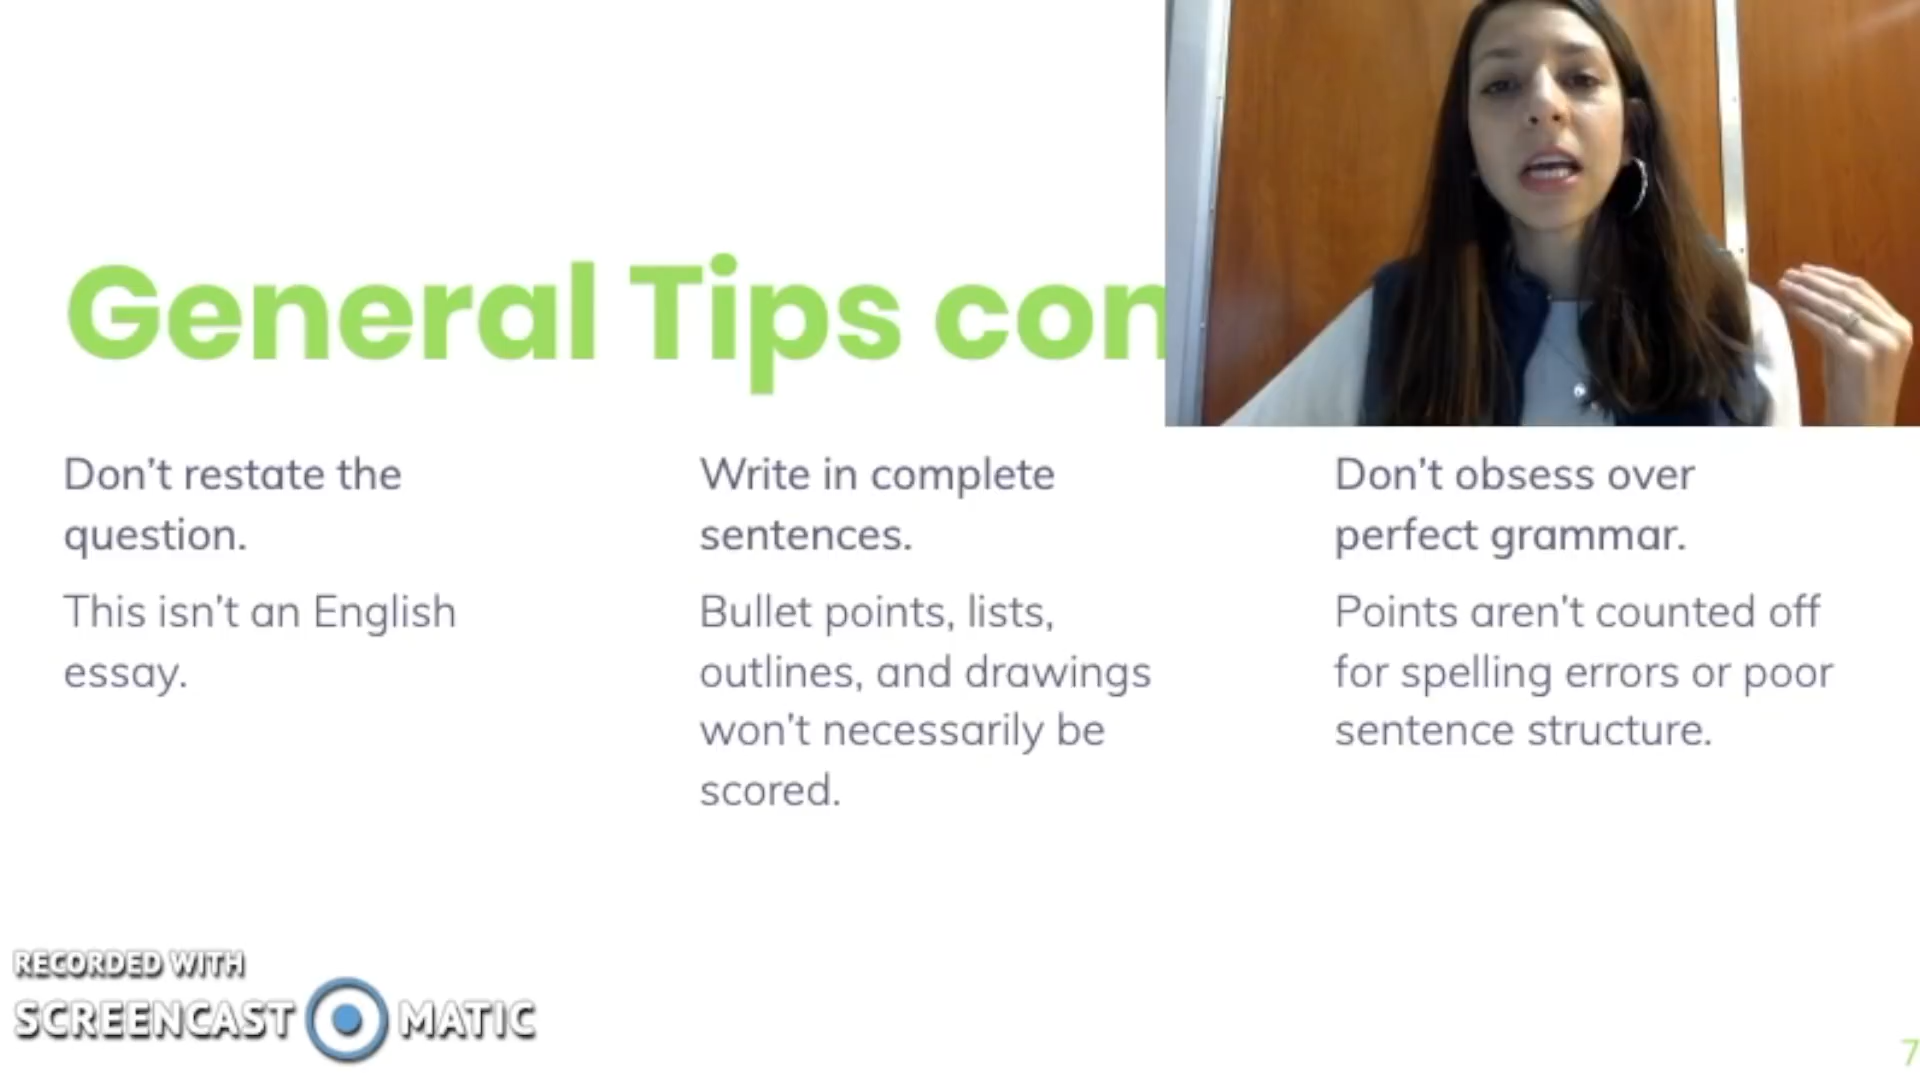 General Tips con
Don't restate the
question.
This isn't an English
essay.
Write in complete
sentences.
Bullet points, lists,
outlines, and drawings
won't necessarily be
scored.
Don't obsess over
perfect grammar.
Points aren't counted off
for spelling errors or poor
sentence structure.
RECORDED WITH
SCREENCAST MATIC
7